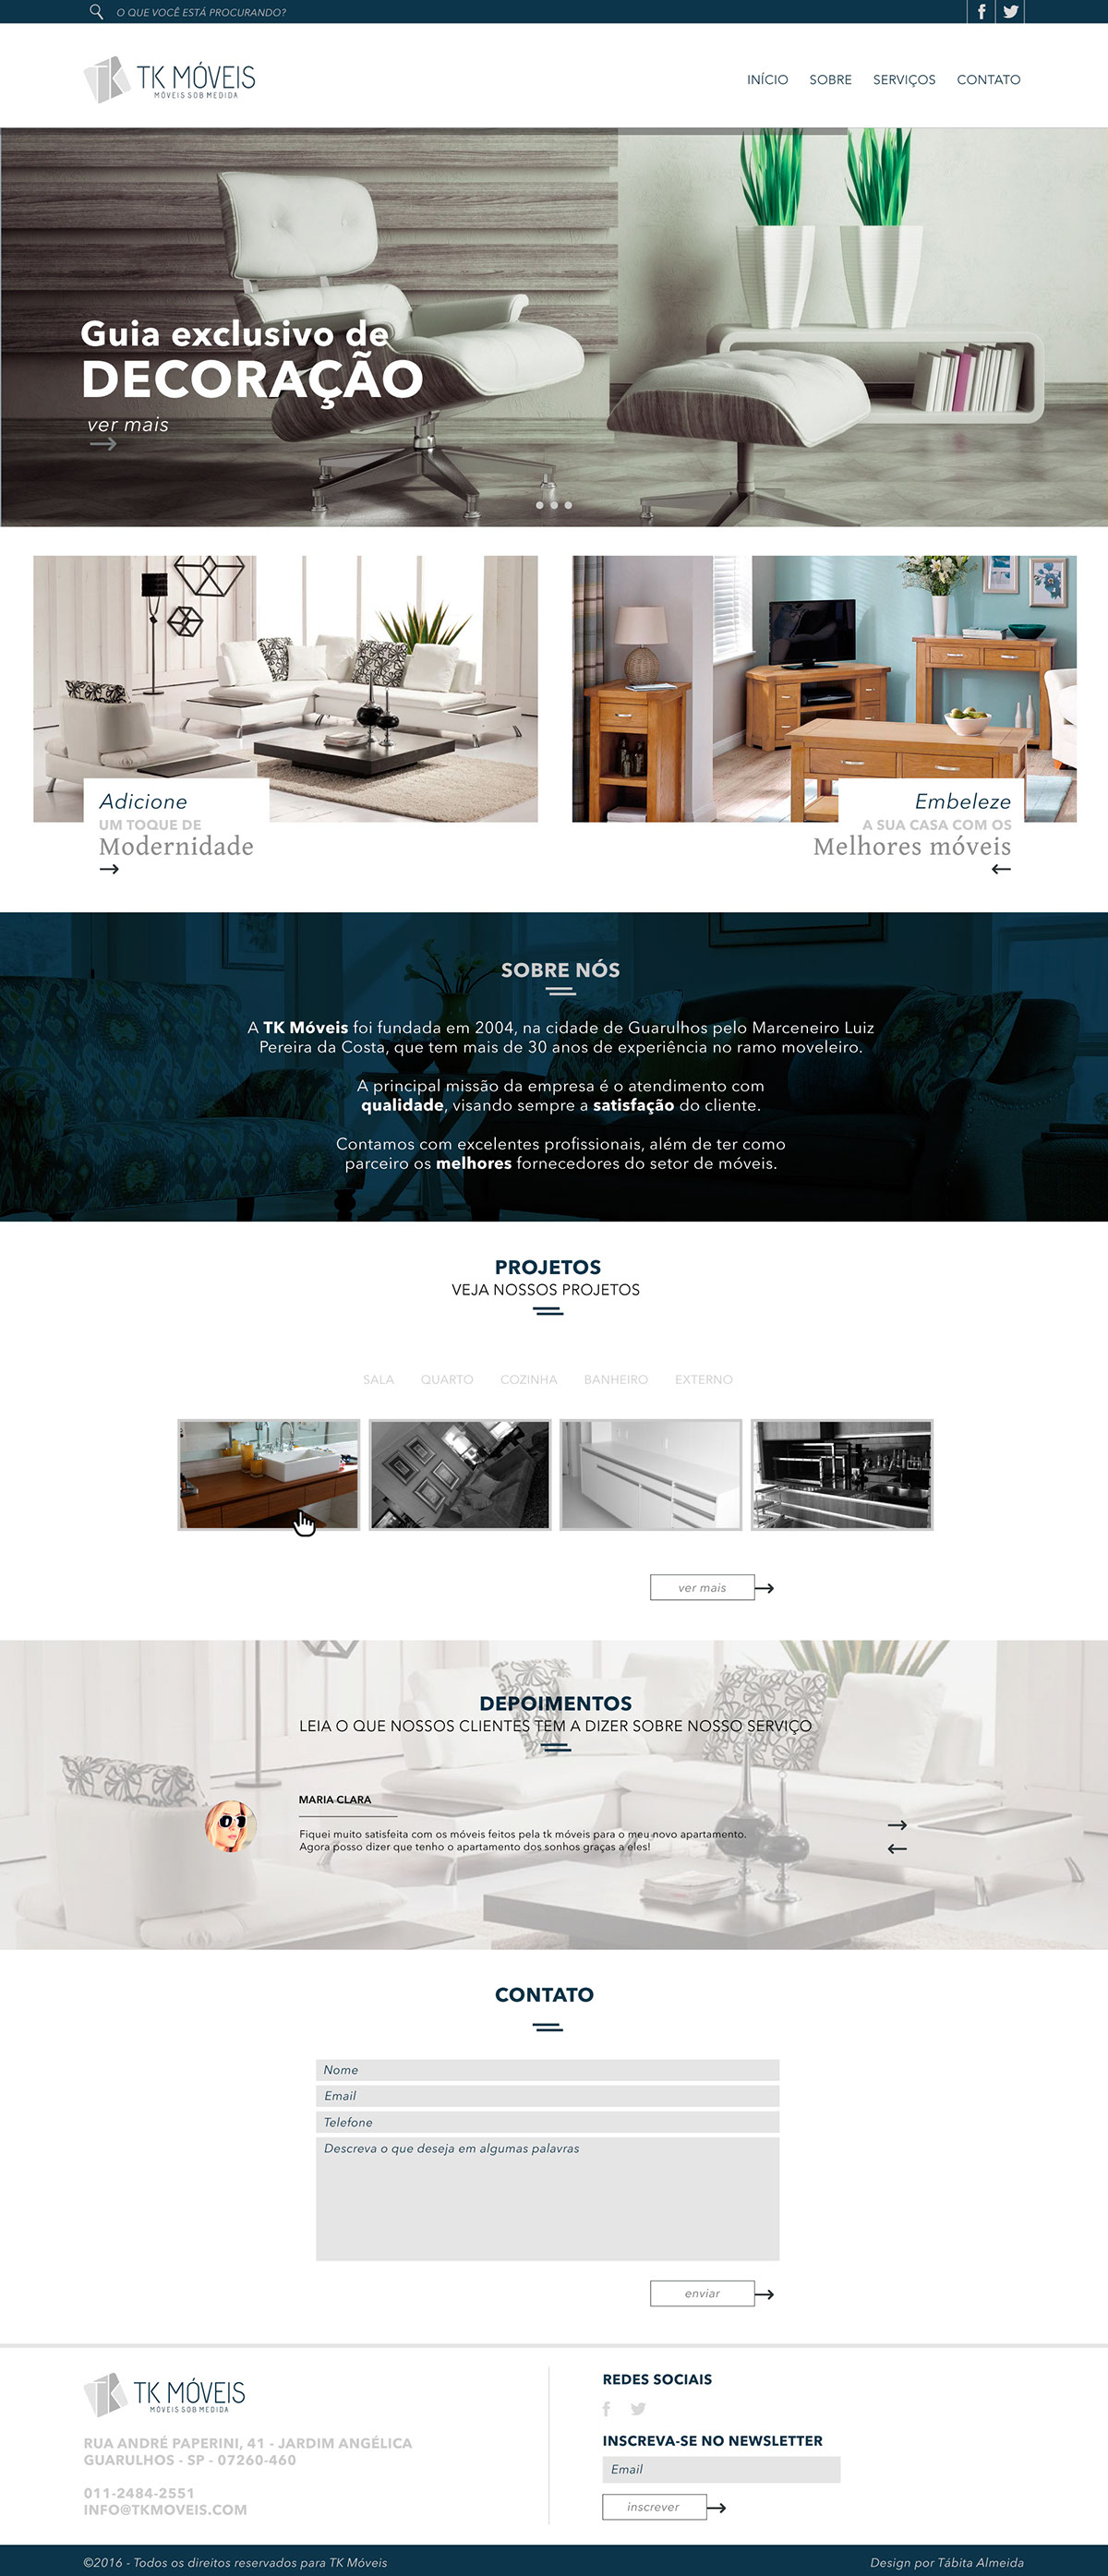 O QUE VOCÊ ESTÁ PROCURANDO?
TK MÓVEIS
MÓVEIS SOB MEDIDA
INÍCIO SOBRE SERVIÇOS CONTATO
Guia exclusivo de
DECORAÇÃO
ver mais
Adicione
UM TOQUE DE
Modernidade
Embeleze
A SUA CASA COM OS
Melhores móveis
SOBRE NÓS
A TK Móveis foi fundada em 2004, na cidade de Guarulhos pelo Marceneiro Luiz
Pereira da Costa, que tem mais de 30 anos de experiência no ramo moveleiro.
A principal missão da empresa é o atendimento com
qualidade, visando sempre a satisfação do cliente.
Contamos com excelentes profissionais, além de ter como
parceiro os melhores fornecedores do setor de móveis.
PROJETOS
VEJA NOSSOS PROJETOS
SALA QUARTO COZINHA BANHEIRO EXTERNO
ver mais
DEPOIMENTOS
LEIA O QUE NOSSOS CLIENTES TEM A DIZER SOBRE NOSSO SERVIÇO
MARIA CLARA
Fiquei muito satisfeita com os móveis feitos pela tk móveis para o meu novo apartamento.
Agora posso dizer que tenho o apartamento dos sonhos graças a eles!
CONTATO
Nome
Email
Telefone
Descreva o que deseja em algumas palavras
enviar
TK MÓVEIS
MÓVEIS SOB MEDIDA
RUA ANDRÉ PAPERINI, 41 - JARDIM ANGÉLICA
GUARULHOS - SP - 07260-460
011-2484-2551
INFO@TKMOVEIS.COM
REDES SOCIAIS
INSCREVA-SE NO NEWSLETTER
Email
inscrever
©2016 - Todos os direitos reservados para TK Móveis
Design por Tábita Almeida